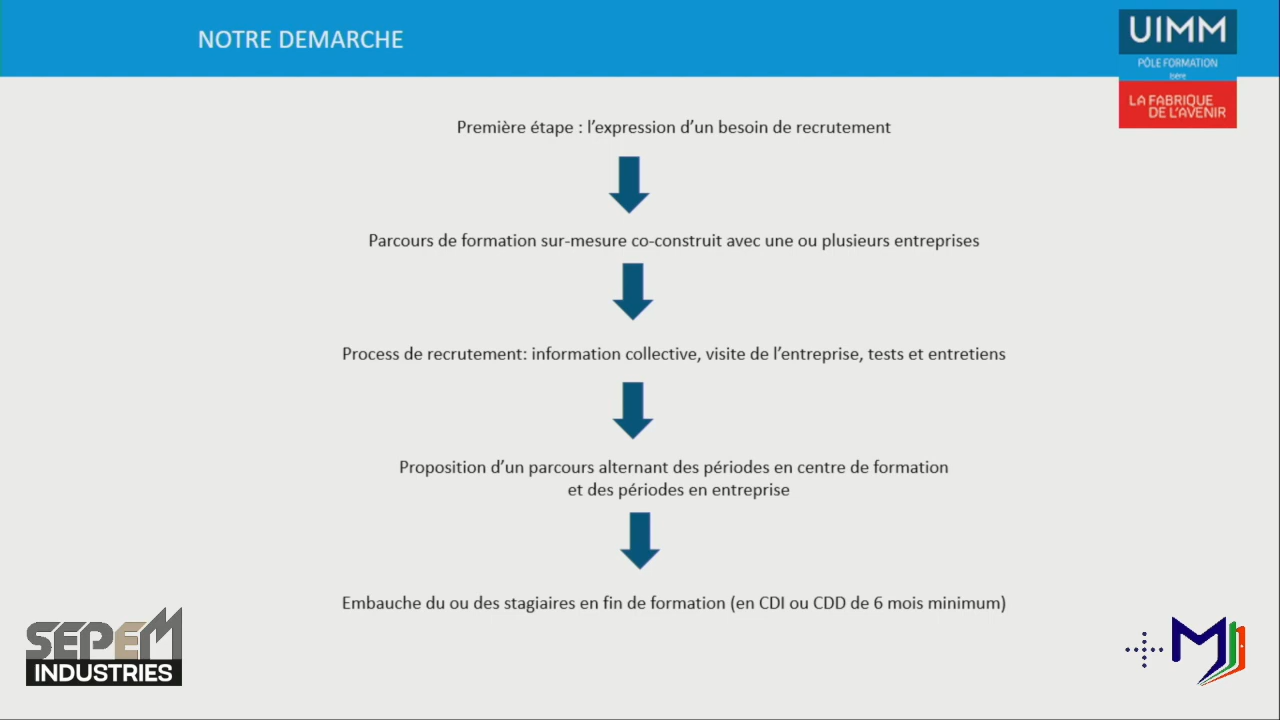 NOTRE DEMARCHE
UIMM
PÔLE FORMATION
Isère
LA FABRIQUE
DE L'AVENIR
Première étape : l’expression d’un besoin de recrutement
Parcours de formation sur-mesure co-construit avec une ou plusieurs entreprises
Process de recrutement: information collective, visite de l’entreprise, tests et entretiens
Proposition d’un parcours alternant des périodes en centre de formation
et des périodes en entreprise
Embauche du ou des stagiaires en fin de formation (en CDI ou CDD de 6 mois minimum)
SEPEM
INDUSTRIES